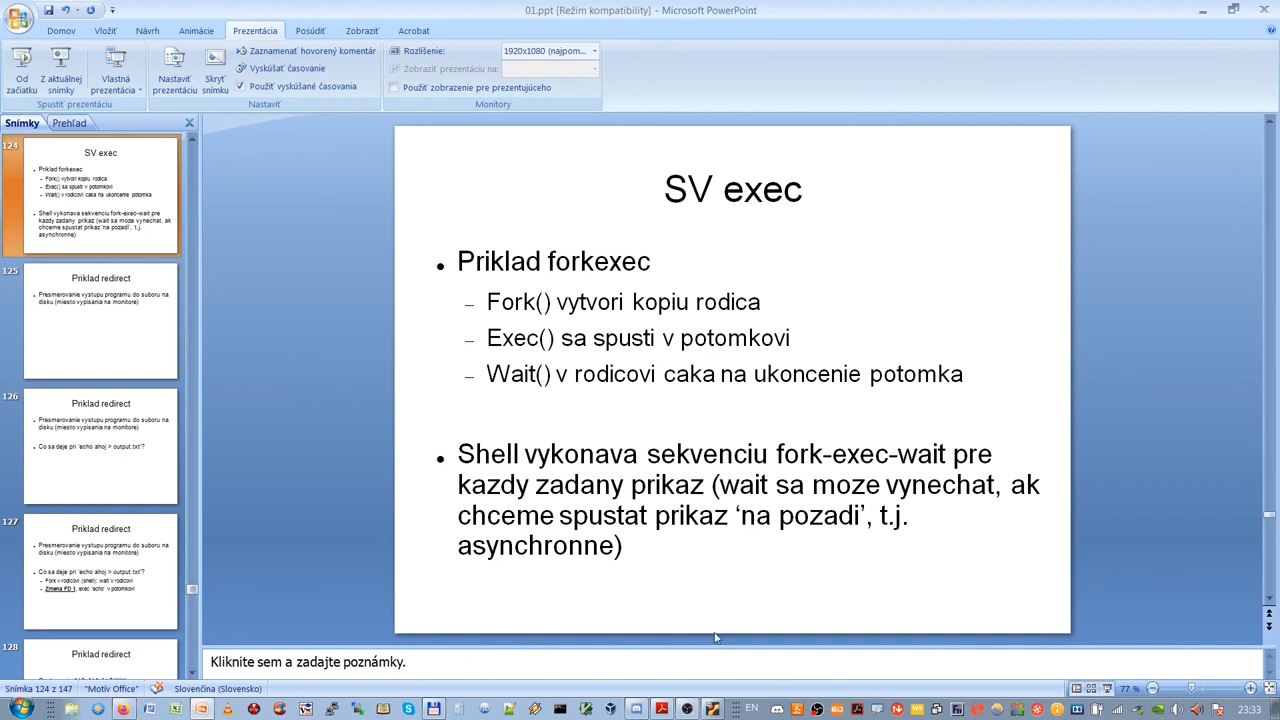 01.ppt [Režim kompatibility] - Microsoft PowerPoint
Domov Vložiť Návrh Animácie Prezentácia Posúdiť Zobraziť Acrobat
Od začiatku
Z aktuálnej snímky
Vlastná prezentácia
Spustiť prezentáciu
Nastaviť prezentáciu
Skryť snímku
Zaznamenať hovorený komentár
Vyskúšať časovanie
Použiť vyskúšané časovania
Nastaviť
Rozlíšenie: 1920x1080 (najpom...
Zobraziť prezentáciu na:
Použiť zobrazenie pre prezentujúceho
Monitory
Snímky Prehľad
124
SV exec
Priklad forkexec
Fork() vytvori kopiu rodica
Exec() sa spusti v potomkovi
Wait() v rodicovi caka na ukoncenie potomka
Shell vykonava sekvenciu fork-exec-wait pre
kazdy zadany prikaz (wait sa moze vynechat, ak
chceme spustat prikaz 'na pozadi', t.j.
asynchronne)
125
Priklad redirect
Presmerovanie vystupu programu do suboru na
disku (miesto vypisania na monitore)
126
Priklad redirect
Presmerovanie vystupu programu do suboru na
disku (miesto vypisania na monitore)
Co sa deje pri 'echo ahoj > output.txt'?
127
Priklad redirect
Presmerovanie vystupu programu do suboru na
disku (miesto vypisania na monitore)
Co sa deje pri 'echo ahoj > output.txt'?
Fork v rodicovi (shell); wait v rodicovi
Zmena FD 1, exec 'echo' v potomkovi
128
Priklad redirect
SV exec
Priklad forkexec
Fork() vytvori kopiu rodica
Exec() sa spusti v potomkovi
Wait() v rodicovi caka na ukoncenie potomka
Shell vykonava sekvenciu fork-exec-wait pre
kazdy zadany prikaz (wait sa moze vynechat, ak
chceme spustat prikaz ‘na pozadi’, t.j.
asynchronne)
Kliknite sem a zadajte poznámky.
Snímka 124 z 147 "Motív Office" Slovenčina (Slovensko) 77 %
EN 23:33